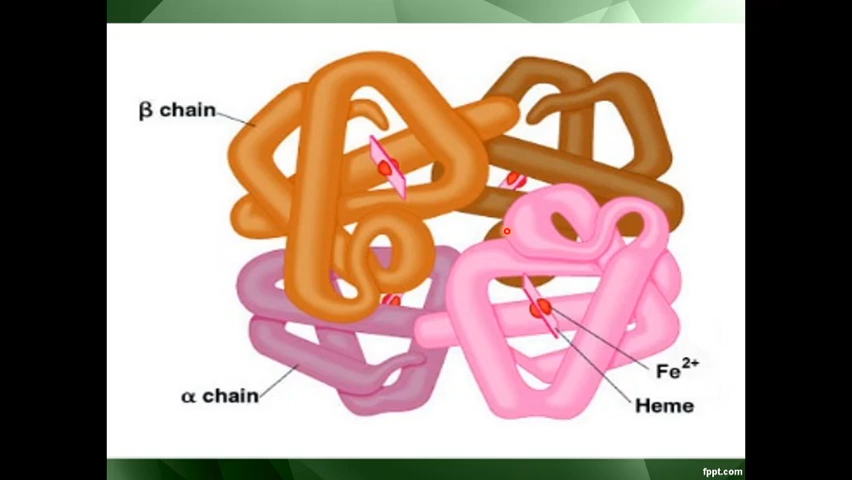 β chain
α chain
Fe2+
Heme
fppt.com